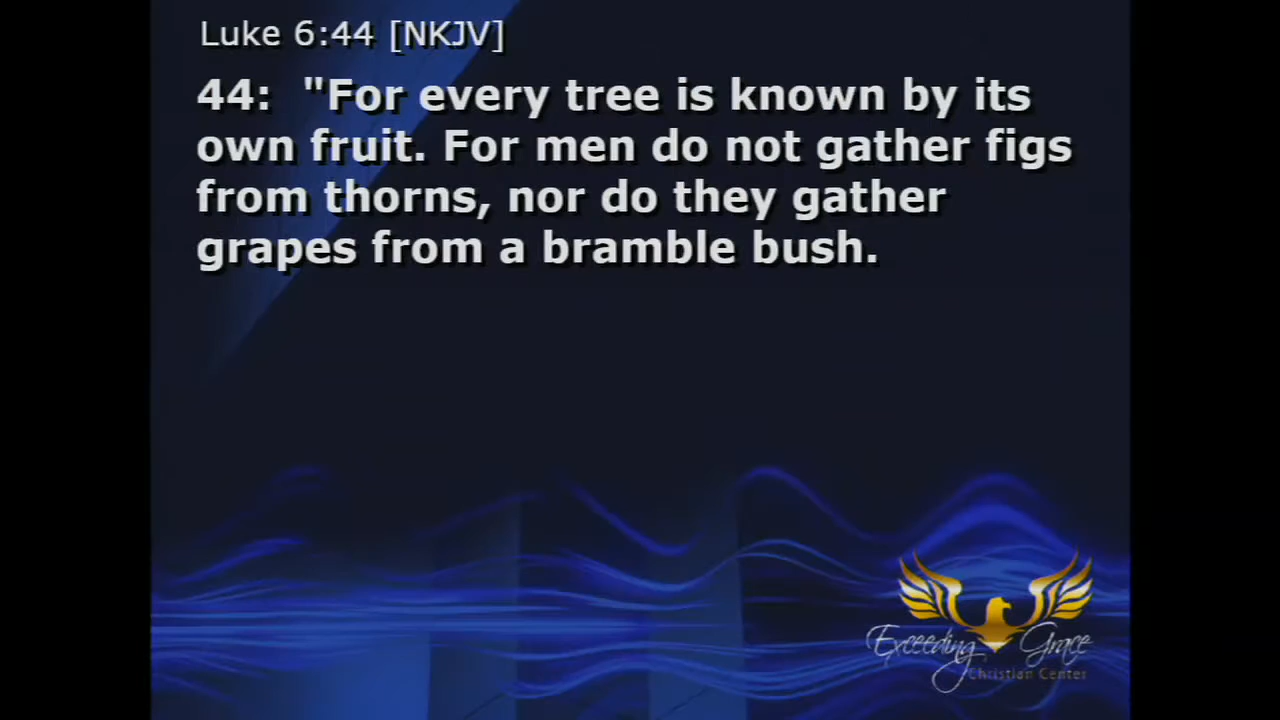 Luke 6:44 [NKJV]
44: "For every tree is known by its
own fruit. For men do not gather figs
from thorns, nor do they gather
grapes from a bramble bush.
Exceeding Grace
Christian Center